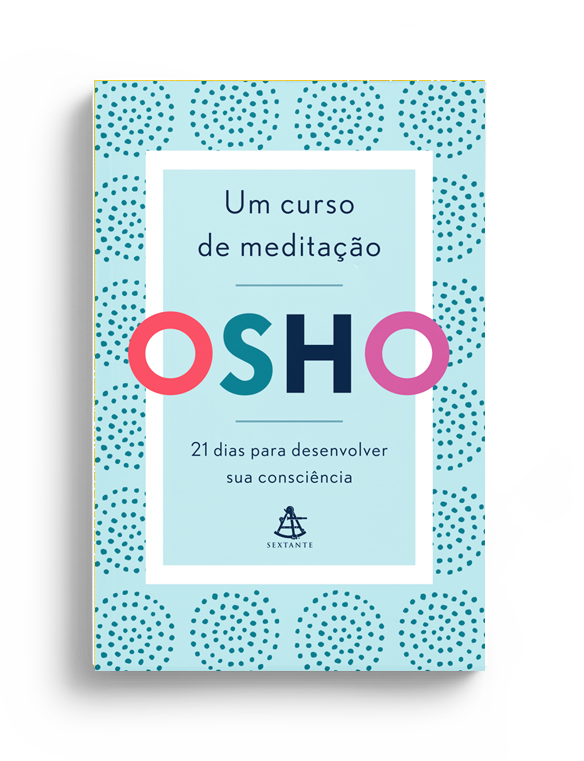 Um curso
de meditação
OSHO
21 dias para desenvolver
sua consciência
SEXTANTE